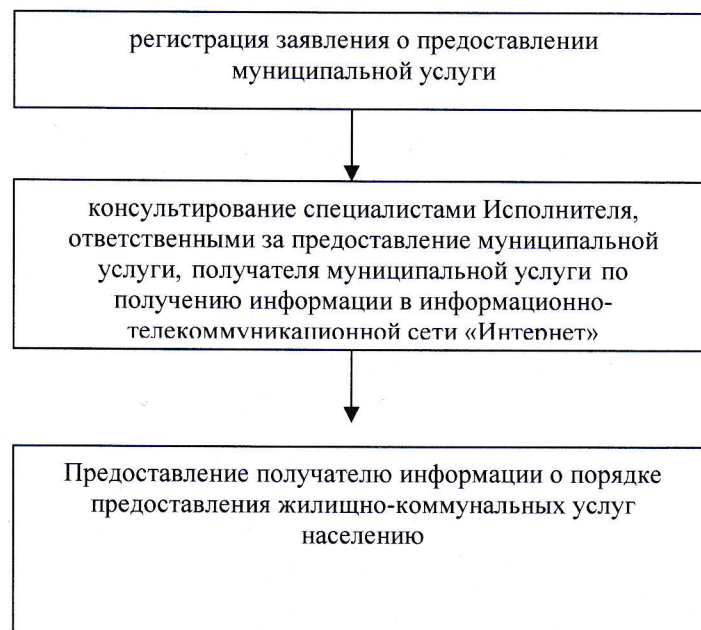 регистрация заявления о предоставлении
муниципальной услуги
консультирование специалистами Исполнителя,
ответственными за предоставление муниципальной
услуги, получателя муниципальной услуги по
получению информации в информационно-
телекоммуникационной сети «Интернет»
Предоставление получателю информации о порядке
предоставления жилищно-коммунальных услуг
населению